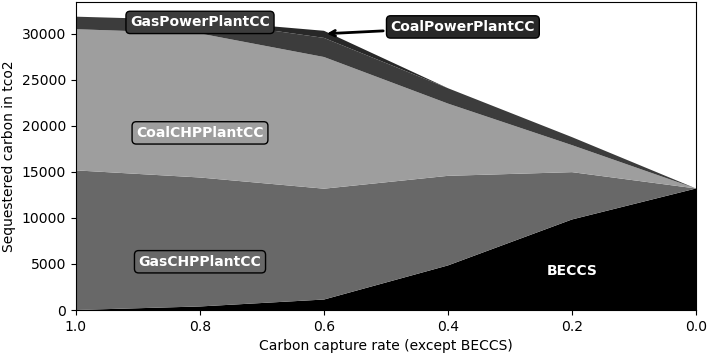 Sequestered carbon in tco2
30000
25000
20000
15000
10000
5000
0
GasPowerPlantCC
CoalPowerPlantCC
CoalCHPPlantCC
GasCHPPlantCC
BECCS
1.0 0.8 0.6 0.4 0.2 0.0
Carbon capture rate (except BECCS)